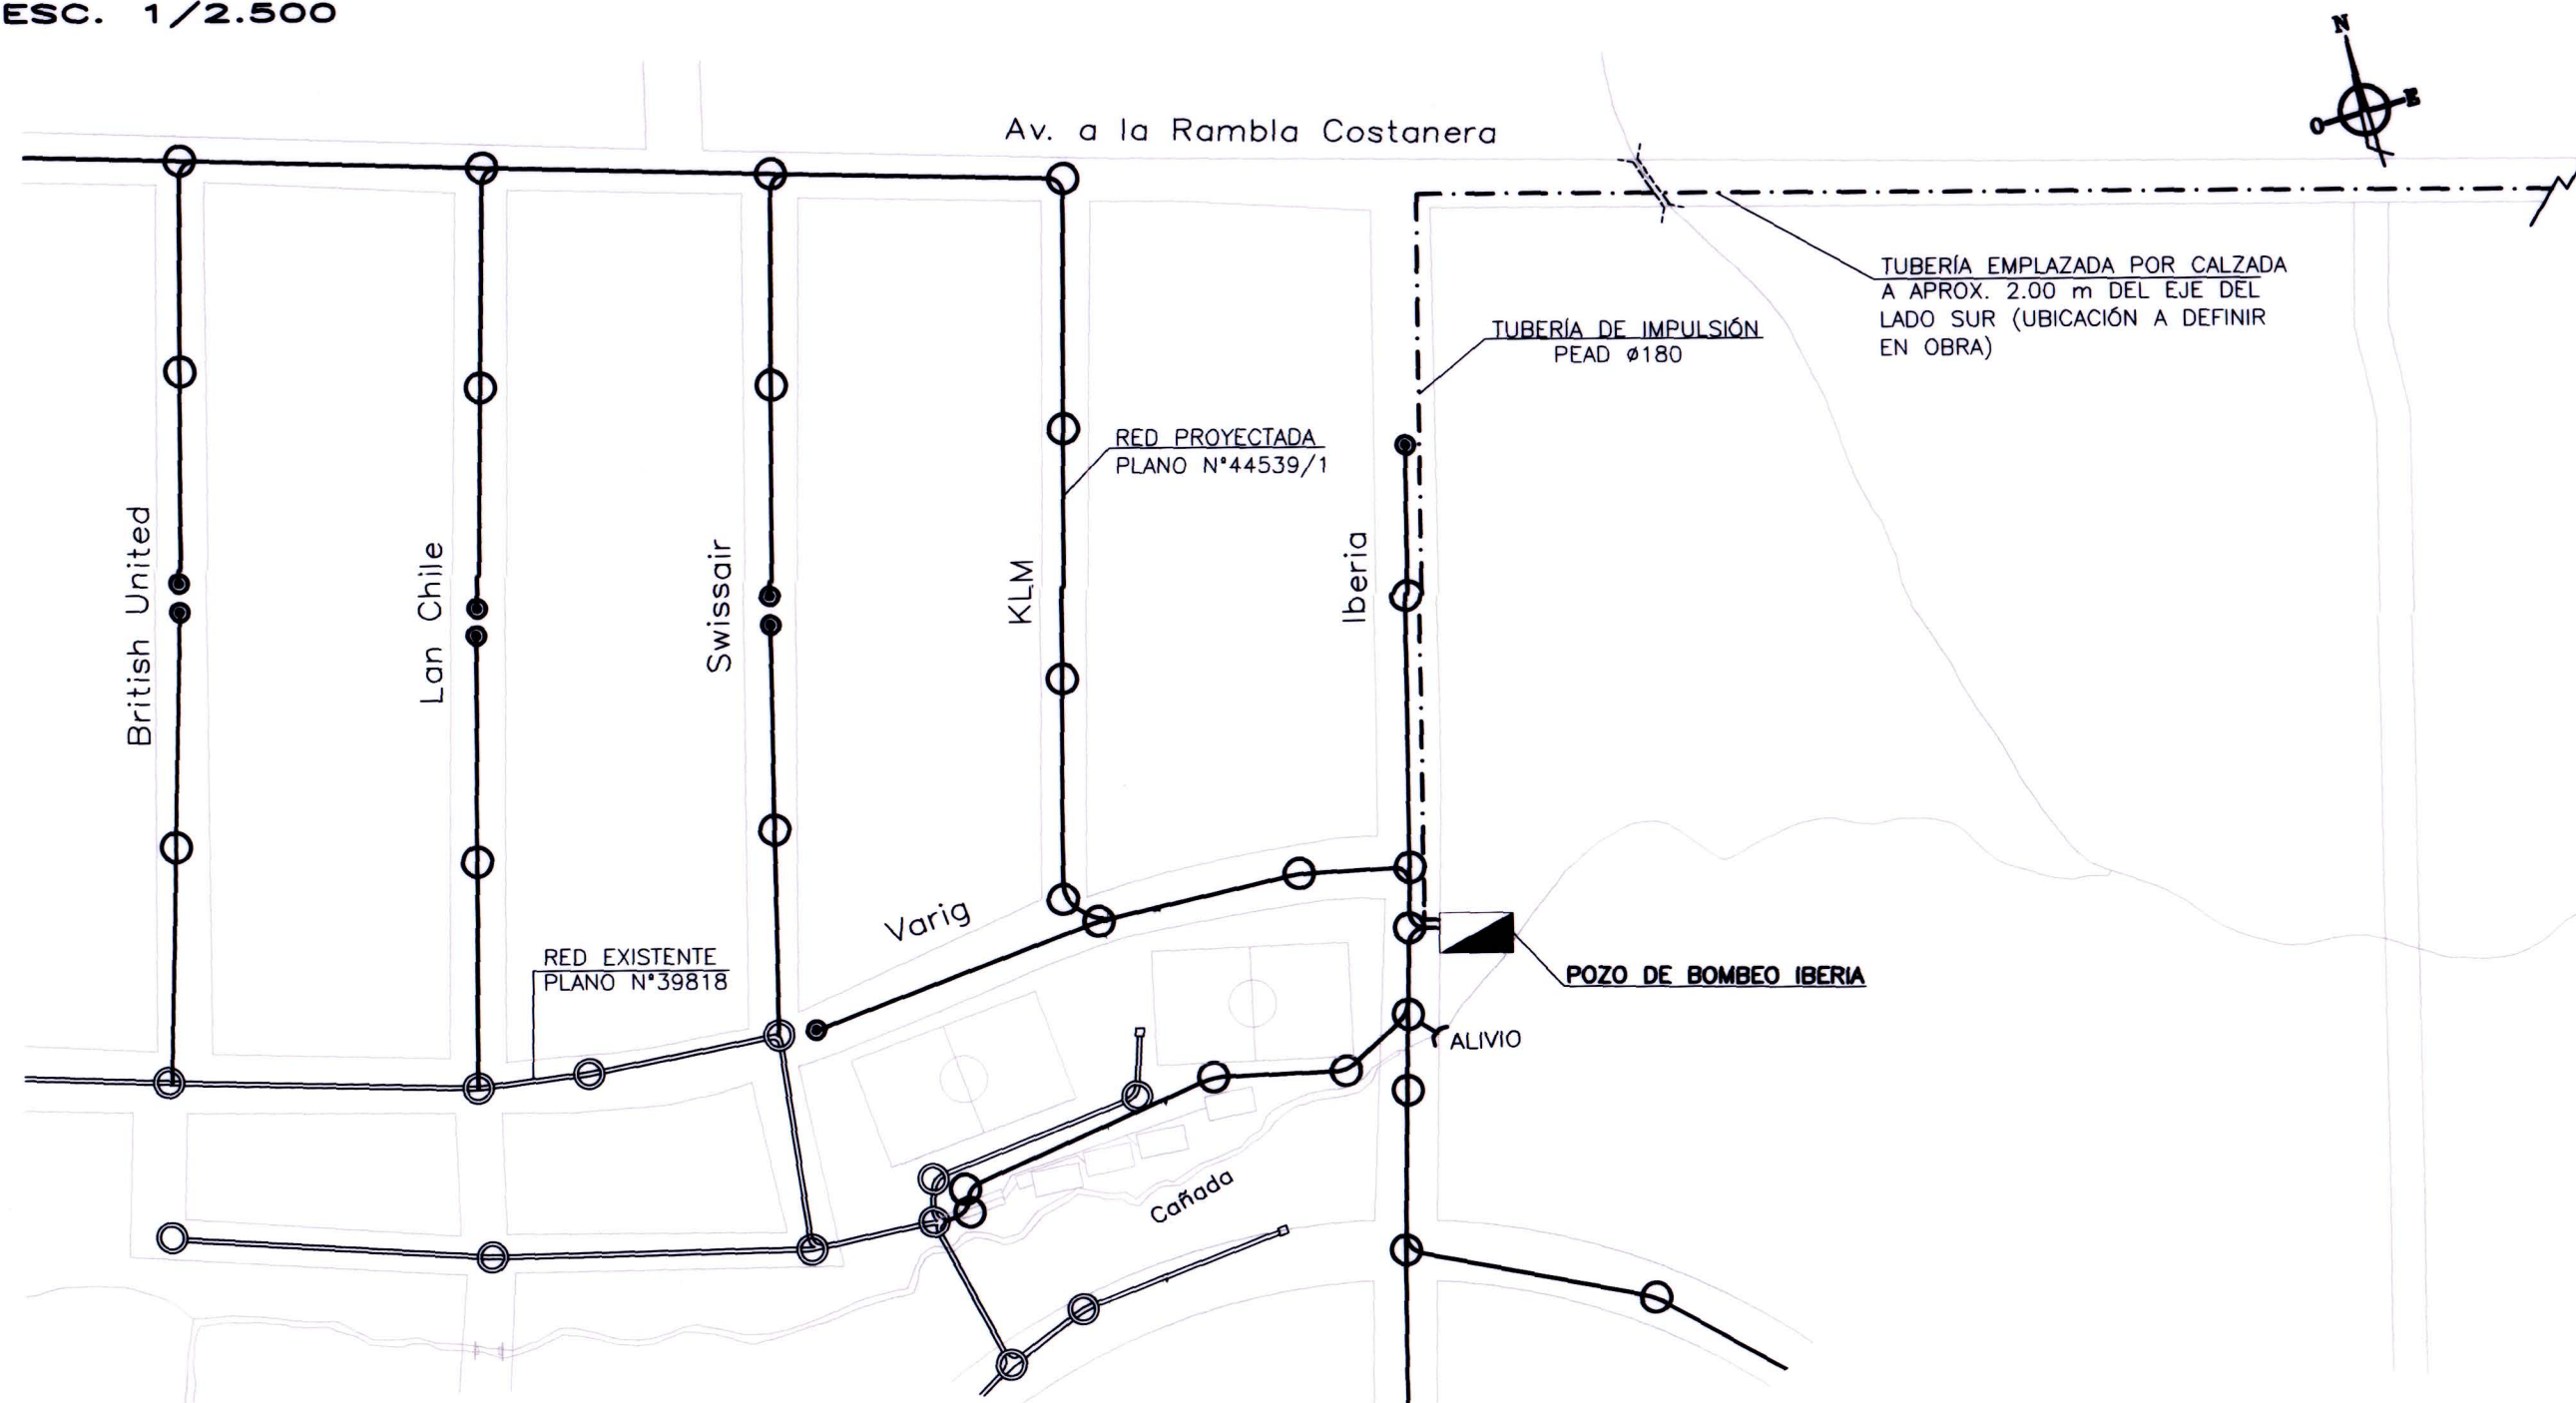 ESC. 1/2.500
N
E
O
Av. a la Rambla Costanera
TUBERÍA EMPLAZADA POR CALZADA
A APROX. 2.00 m DEL EJE DEL
LADO SUR (UBICACIÓN A DEFINIR
EN OBRA)
TUBERÍA DE IMPULSIÓN
PEAD ø180
RED PROYECTADA
PLANO N°44539/1
British United
Lan Chile
Swissair
KLM
Iberia
Varig
RED EXISTENTE
PLANO N°39818
POZO DE BOMBEO IBERIA
ALIVIO
Cañada